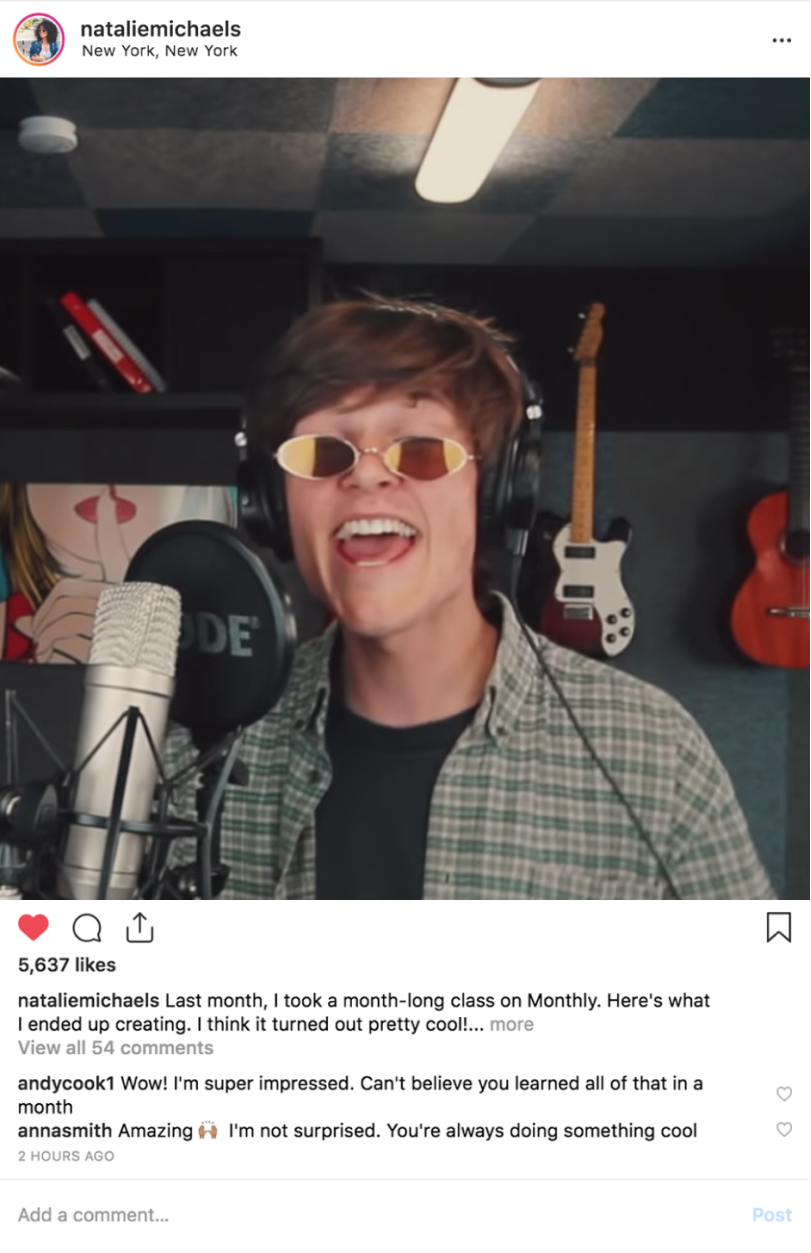 nataliemichaels
New York, New York
DE
5,637 likes
nataliemichaels Last month, I took a month-long class on Monthly. Here's what
I ended up creating. I think it turned out pretty cool!... more
View all 54 comments
andycook1 Wow! I'm super impressed. Can't believe you learned all of that in a
month
annasmith Amazing 🙌🏽 I'm not surprised. You're always doing something cool
2 HOURS AGO
Add a comment...
Post